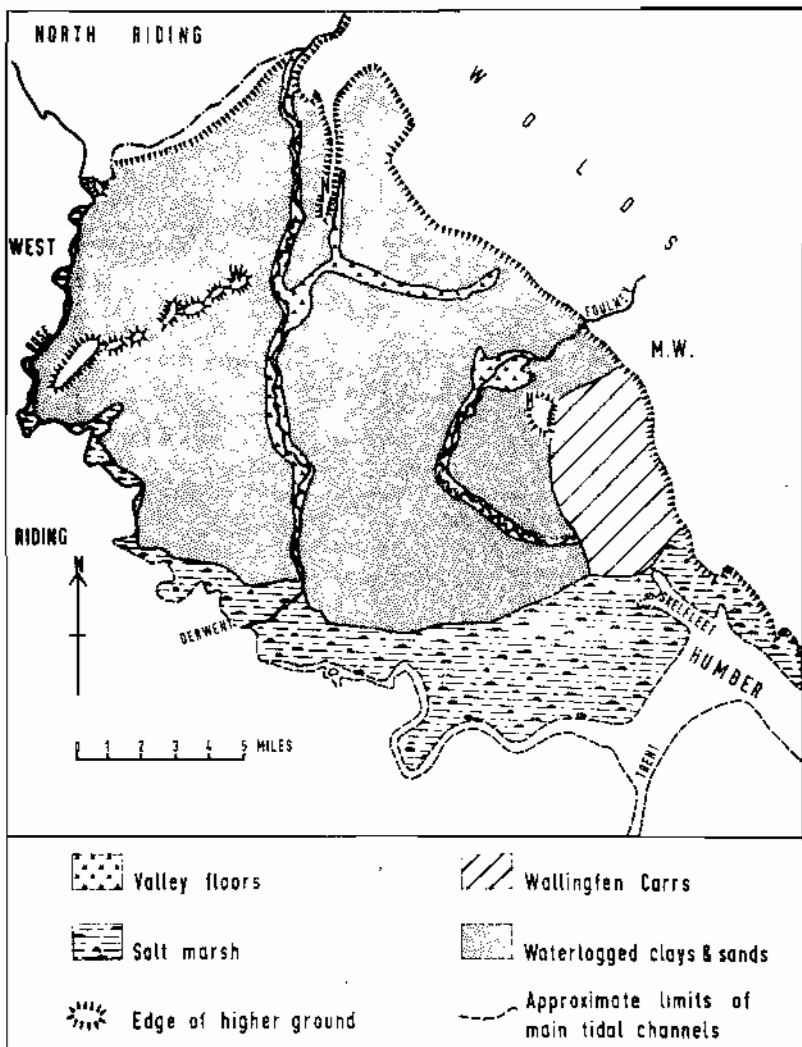 NORTH RIDING
WOLDS
WEST
OUSE
FOULNEY
M.W.
H
W
RIDING
N
DERWENT
SKELFLEET
HUMBER
TRENT
0 1 2 3 4 5 MILES
Valley floors
Wallingfen Carrs
Salt marsh
Waterlogged clays & sands
Edge of higher ground
Approximate limits of
main tidal channels